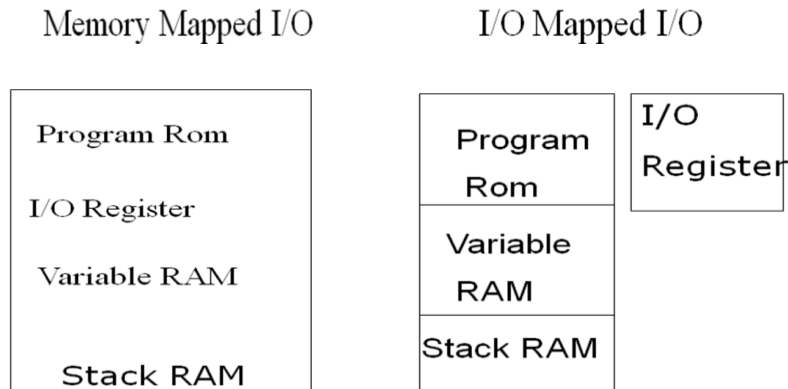 Memory Mapped I/O
I/O Mapped I/O
Program Rom
I/O Register
Variable RAM
Stack RAM
Program
Rom
Variable
RAM
Stack RAM
I/O
Register